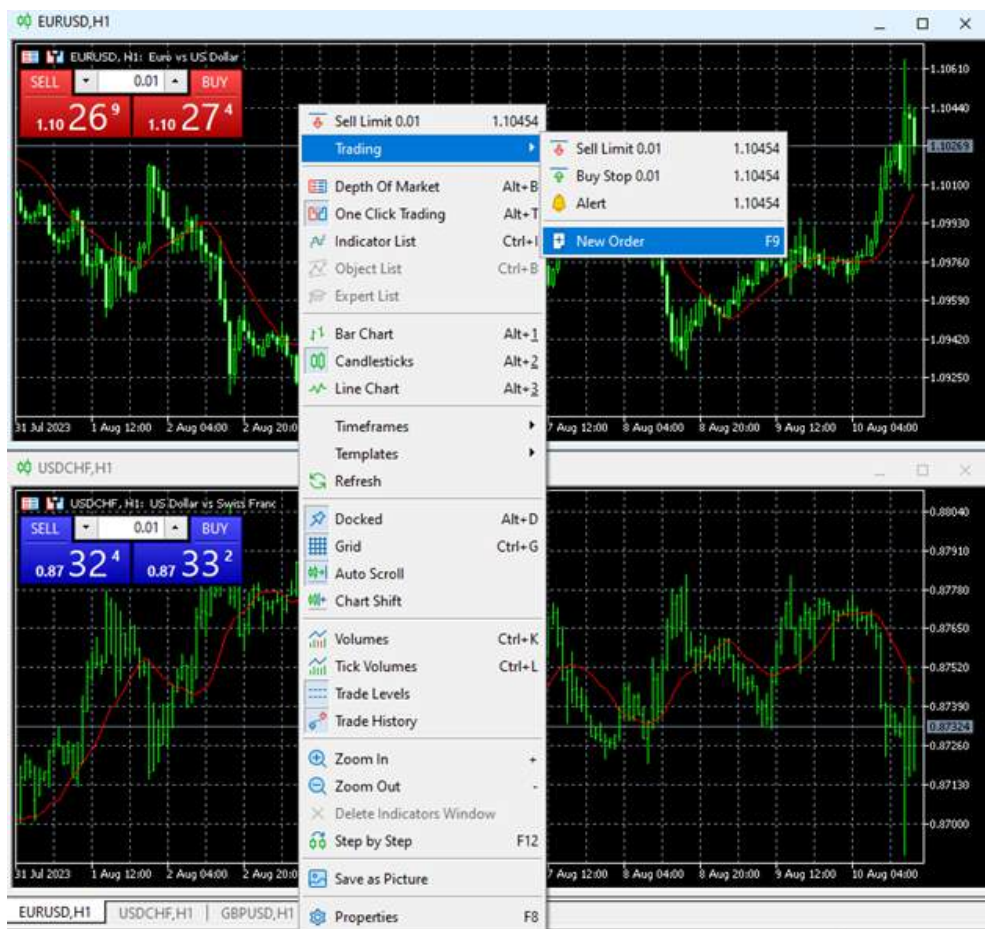 EURUSD,H1
EURUSD, H1: Euro vs US Dollar
SELL 0.01 BUY
1.10 26 9 1.10 27 4
1.10610
1.10440
1.10269
1.10100
1.09930
1.09760
1.09590
1.09420
1.09250
31 Jul 2023 1 Aug 12:00 2 Aug 04:00 2 Aug 20:0 7 Aug 12:00 8 Aug 04:00 8 Aug 20:00 9 Aug 12:00 10 Aug 04:00
Sell Limit 0.01 1.10454
Trading
Depth Of Market Alt+B
One Click Trading Alt+T
Indicator List Ctrl+I
Object List Ctrl+B
Expert List
Bar Chart Alt+1
Candlesticks Alt+2
Line Chart Alt+3
Timeframes
Templates
Refresh
Docked Alt+D
Grid Ctrl+G
Auto Scroll
Chart Shift
Volumes Ctrl+K
Tick Volumes Ctrl+L
Trade Levels
Trade History
Zoom In +
Zoom Out -
Delete Indicators Window
Step by Step F12
Save as Picture
Properties F8
Sell Limit 0.01 1.10454
Buy Stop 0.01 1.10454
Alert 1.10454
New Order F9
USDCHF,H1
USDCHF, H1: US Dollar vs Swiss Franc
SELL 0.01 BUY
0.87 32 4 0.87 33 2
0.88040
0.87910
0.87780
0.87650
0.87520
0.87390
0.87324
0.87260
0.87130
0.87000
31 Jul 2023 1 Aug 12:00 2 Aug 04:00 2 Aug 20:0 7 Aug 12:00 8 Aug 04:00 8 Aug 20:00 9 Aug 12:00 10 Aug 04:00
EURUSD,H1 USDCHF,H1 GBPUSD,H1